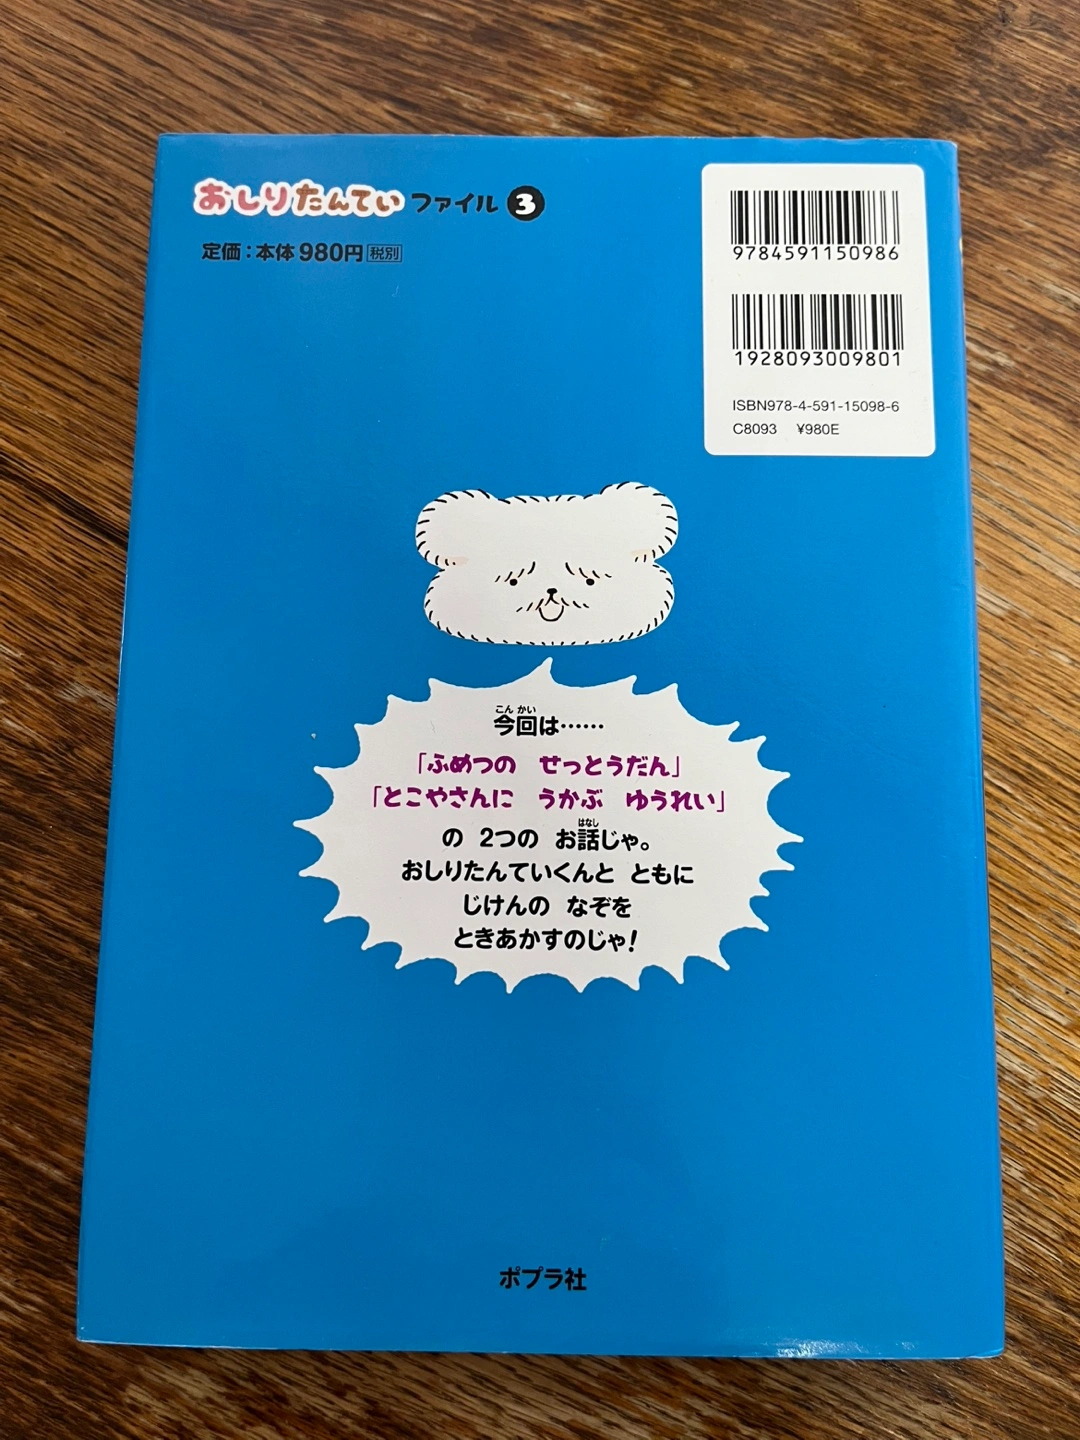 おしりたんてい ファイル 3
定価：本体980円 税別
9784591150986
1928093009801
ISBN978-4-591-15098-6
C8093 ¥980E
こん かい
今回は……
「ふめつの せっとうだん」
「とこやさんに うかぶ ゆうれい」
はなし
の 2つの お話じゃ。
おしりたんていくんと ともに
じけんの なぞを
ときあかすのじゃ！
ポプラ社